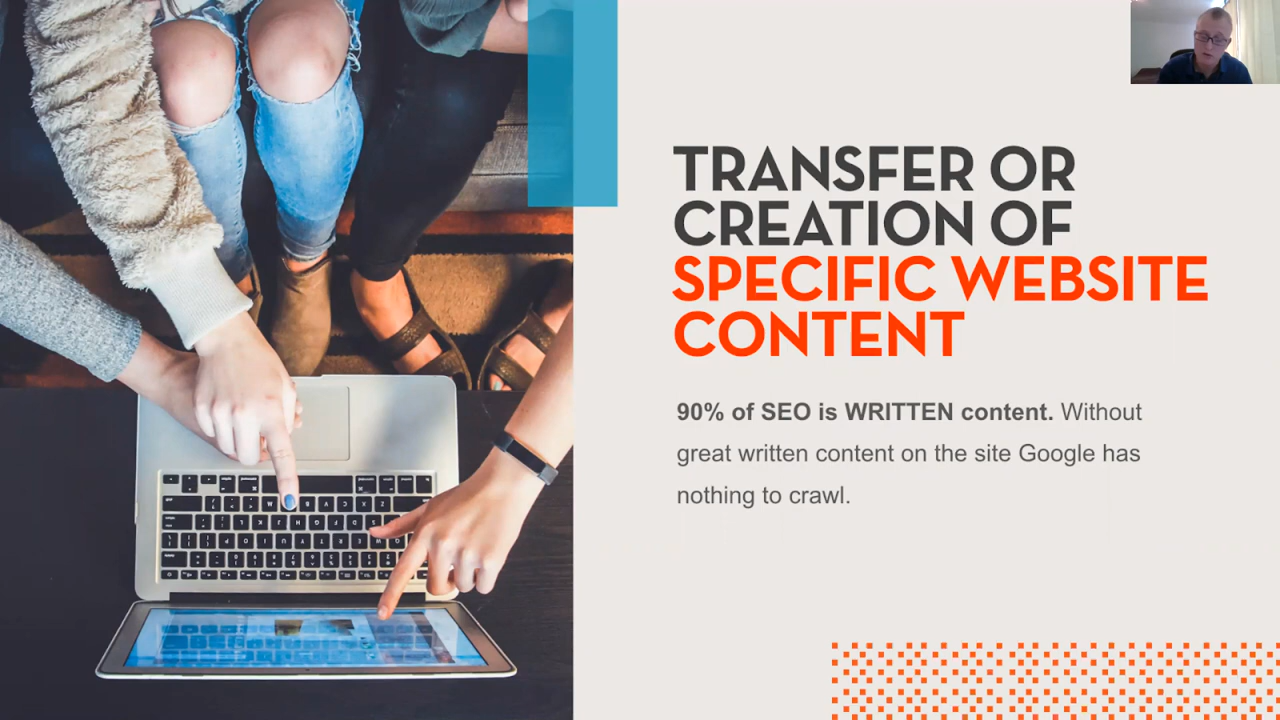 TRANSFER OR
CREATION OF
SPECIFIC WEBSITE
CONTENT
90% of SEO is WRITTEN content. Without
great written content on the site Google has
nothing to crawl.